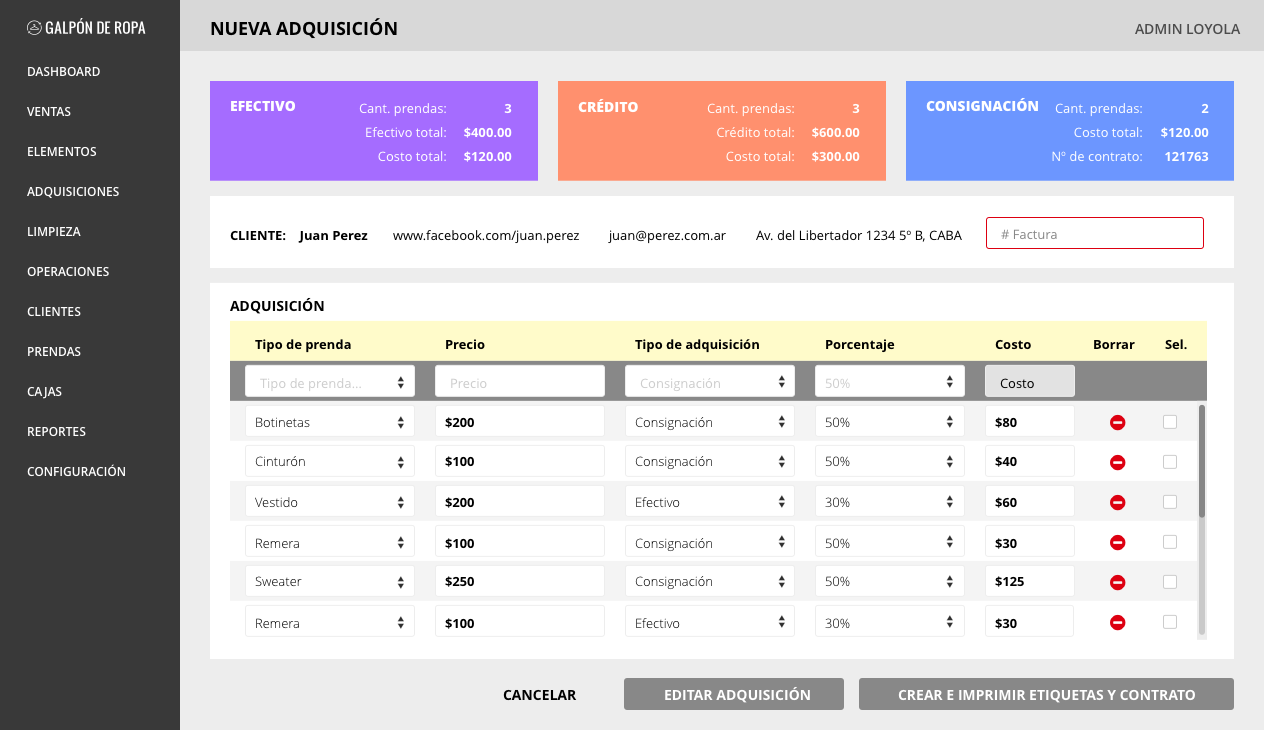 GALPÓN DE ROPA
DASHBOARD
VENTAS
ELEMENTOS
ADQUISICIONES
LIMPIEZA
OPERACIONES
CLIENTES
PRENDAS
CAJAS
REPORTES
CONFIGURACIÓN
NUEVA ADQUISICIÓN
ADMIN LOYOLA
EFECTIVO
Cant. prendas: 3
Efectivo total: $400.00
Costo total: $120.00
CRÉDITO
Cant. prendas: 3
Crédito total: $600.00
Costo total: $300.00
CONSIGNACIÓN
Cant. prendas: 2
Costo total: $120.00
Nº de contrato: 121763
CLIENTE: Juan Perez www.facebook.com/juan.perez juan@perez.com.ar Av. del Libertador 1234 5º B, CABA # Factura
ADQUISICIÓN
Tipo de prenda Precio Tipo de adquisición Porcentaje Costo Borrar Sel.
Tipo de prenda... Precio Consignación 50% Costo
Botinetas $200 Consignación 50% $80
Cinturón $100 Consignación 50% $40
Vestido $200 Efectivo 30% $60
Remera $100 Consignación 50% $30
Sweater $250 Consignación 50% $125
Remera $100 Efectivo 30% $30
CANCELAR EDITAR ADQUISICIÓN CREAR E IMPRIMIR ETIQUETAS Y CONTRATO